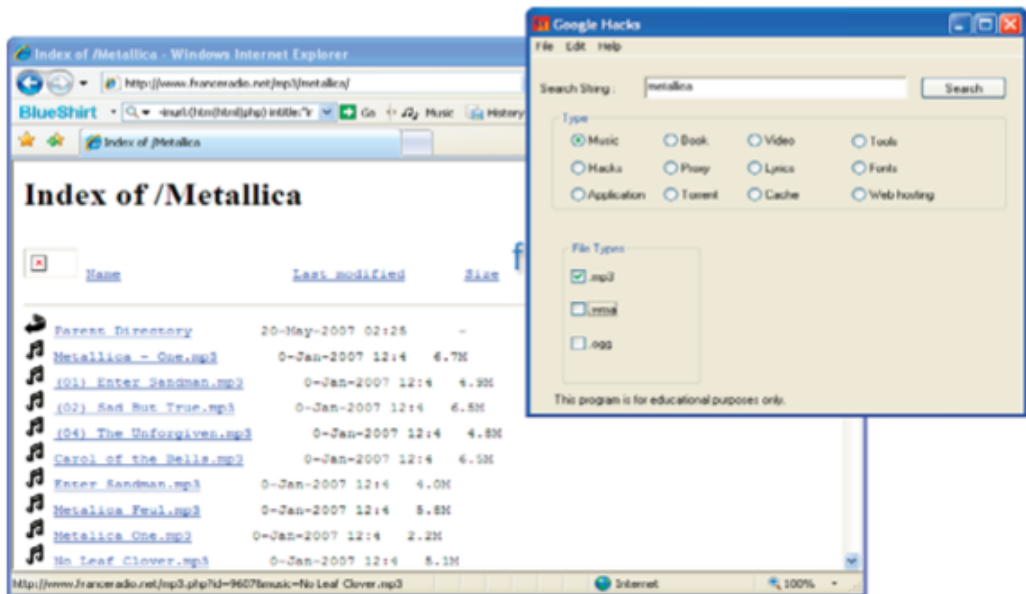 Index of /Metallica - Windows Internet Explorer
http://www.franceradio.net/mp3/metallica/
BlueShirt -inurl:(htm|html|php) intitle:"ir Go Music History
Index of /Metallica
Index of /Metallica
f
Name Last modified Size
Parent Directory 20-May-2007 02:25 -
Metallica - One.mp3 0-Jan-2007 12:4 6.7M
(01) Enter Sandman.mp3 0-Jan-2007 12:4 4.9M
(02) Sad But True.mp3 0-Jan-2007 12:4 6.5M
(04) The Unforgiven.mp3 0-Jan-2007 12:4 4.8M
Carol of the Bells.mp3 0-Jan-2007 12:4 6.5M
Enter Sandman.mp3 0-Jan-2007 12:4 4.0M
Metalica Feul.mp3 0-Jan-2007 12:4 5.8M
Metalica One.mp3 0-Jan-2007 12:4 2.2M
No Leaf Clover.mp3 0-Jan-2007 12:4 5.1M
http://www.franceradio.net/mp3.php?id=9607&music=No Leaf Clover.mp3 Internet 100%
Google Hacks
File Edit Help
Search String : metallica Search
Type
Music Book Video Tools
Hacks Proxy Lyrics Fonts
Application Torrent Cache Web hosting
File Types
.mp3
.wma
.ogg
This program is for educational purposes only.